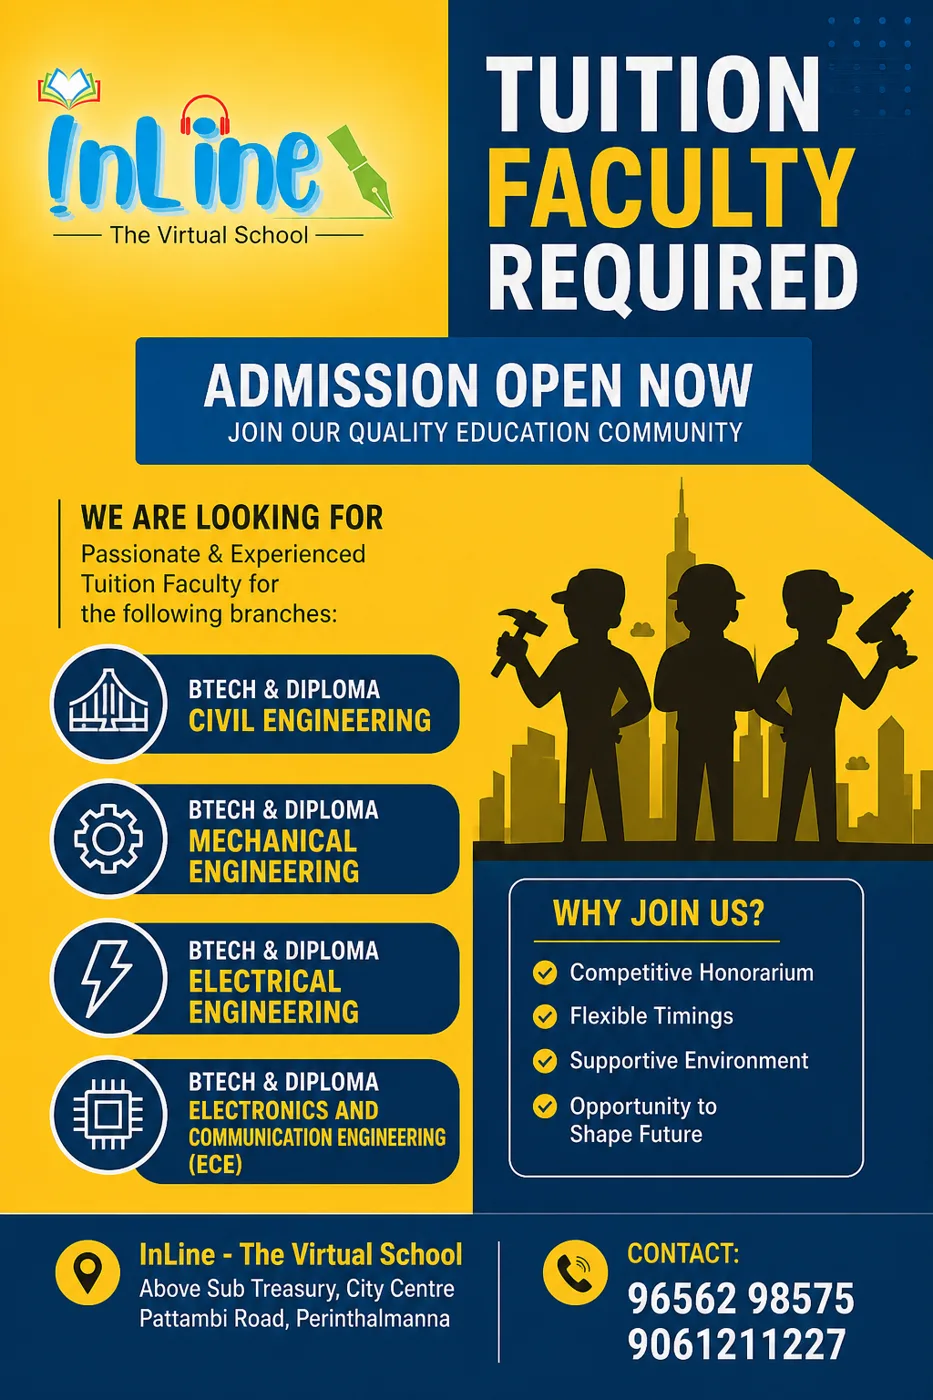 InLine
The Virtual School
TUITION
FACULTY
REQUIRED
ADMISSION OPEN NOW
JOIN OUR QUALITY EDUCATION COMMUNITY
WE ARE LOOKING FOR
Passionate & Experienced
Tuition Faculty for
the following branches:
BTECH & DIPLOMA
CIVIL ENGINEERING
BTECH & DIPLOMA
MECHANICAL
ENGINEERING
BTECH & DIPLOMA
ELECTRICAL
ENGINEERING
BTECH & DIPLOMA
ELECTRONICS AND
COMMUNICATION ENGINEERING
(ECE)
WHY JOIN US?
Competitive Honorarium
Flexible Timings
Supportive Environment
Opportunity to
Shape Future
InLine - The Virtual School
Above Sub Treasury, City Centre
Pattambi Road, Perinthalmanna
CONTACT:
96562 98575
9061211227